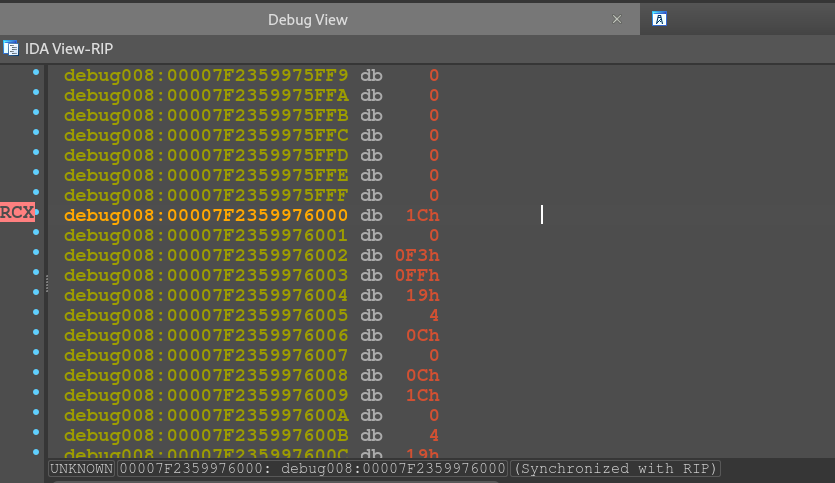 Debug View ×
IDA View-RIP
debug008:00007F2359975FF9 db 0
debug008:00007F2359975FFA db 0
debug008:00007F2359975FFB db 0
debug008:00007F2359975FFC db 0
debug008:00007F2359975FFD db 0
debug008:00007F2359975FFE db 0
debug008:00007F2359975FFF db 0
RCX debug008:00007F2359976000 db 1Ch
debug008:00007F2359976001 db 0
debug008:00007F2359976002 db 0F3h
debug008:00007F2359976003 db 0FFh
debug008:00007F2359976004 db 19h
debug008:00007F2359976005 db 4
debug008:00007F2359976006 db 0Ch
debug008:00007F2359976007 db 0
debug008:00007F2359976008 db 0Ch
debug008:00007F2359976009 db 1Ch
debug008:00007F235997600A db 0
debug008:00007F235997600B db 4
debug008:00007F235997600C db 19h
UNKNOWN 00007F2359976000: debug008:00007F2359976000 (Synchronized with RIP)